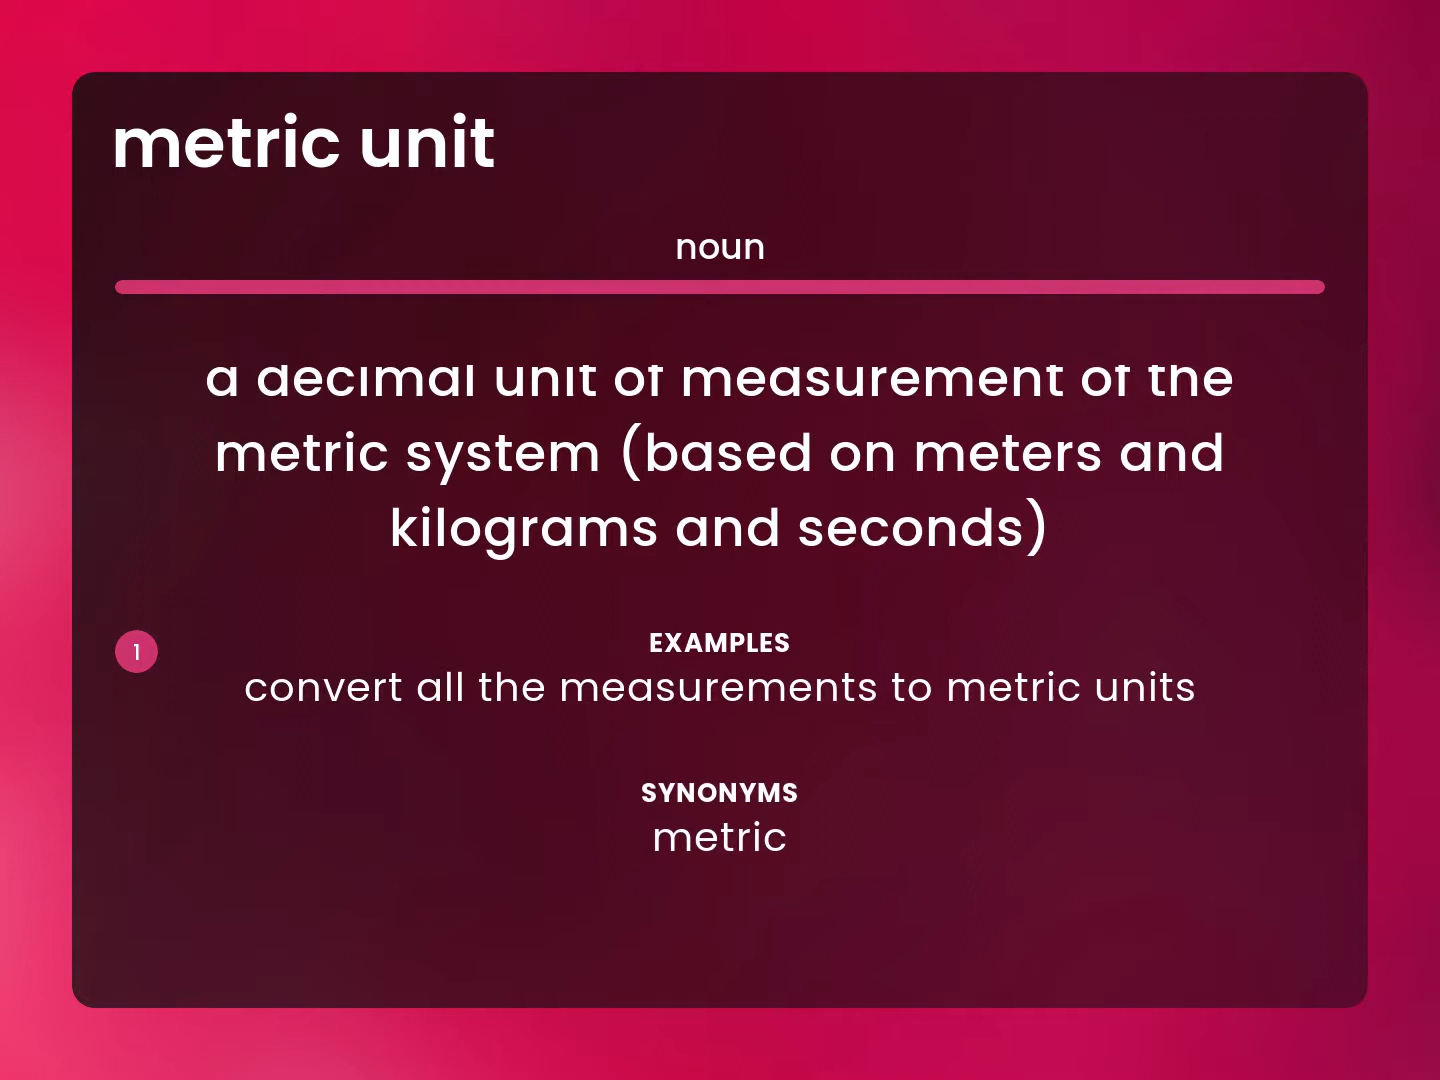 metric unit
noun
a decimal unit of measurement of the
metric system (based on meters and
kilograms and seconds)
1
EXAMPLES
convert all the measurements to metric units
SYNONYMS
metric